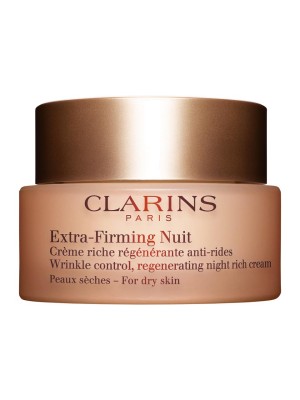 CLARINS
PARIS
Extra-Firming Nuit
Crème riche régénérante anti-rides
Wrinkle control, regenerating night rich cream
Peaux sèches – For dry skin